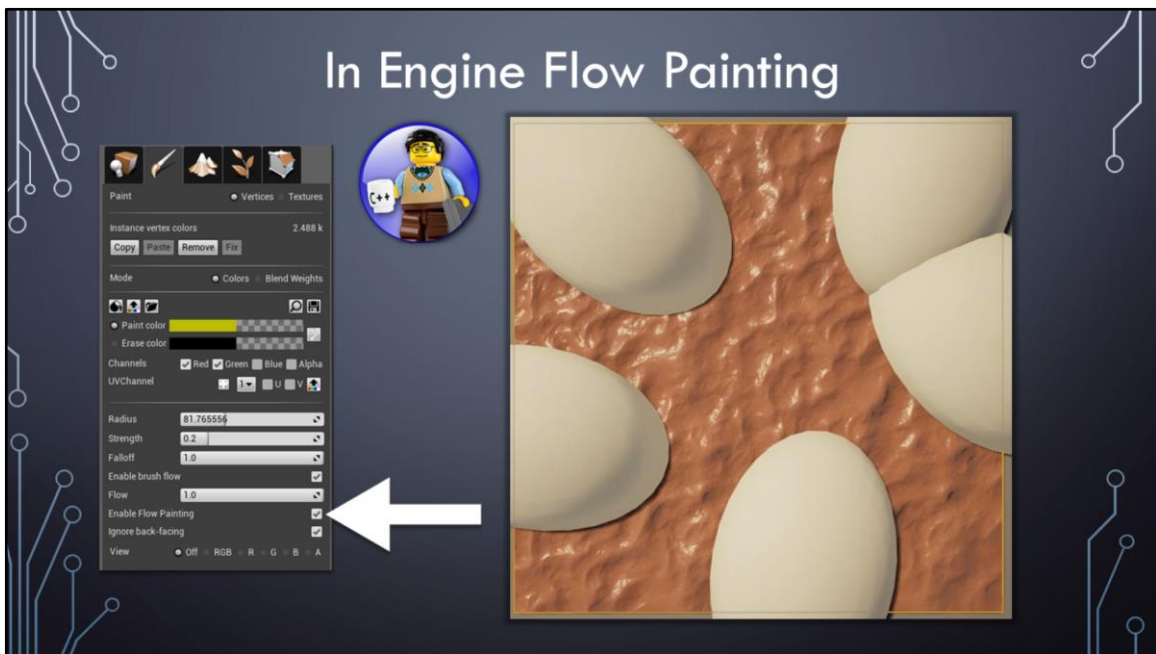 In Engine Flow Painting
Paint Vertices Textures
Instance vertex colors 2.488 k
Copy Paste Remove Fix
Mode Colors Blend Weights
Paint color
Erase color
Channels Red Green Blue Alpha
UVChannel 1 U V
Radius 81.765556
Strength 0.2
Falloff 1.0
Enable brush flow
Flow 1.0
Enable Flow Painting
Ignore back-facing
View Off RGB R G B A
C++